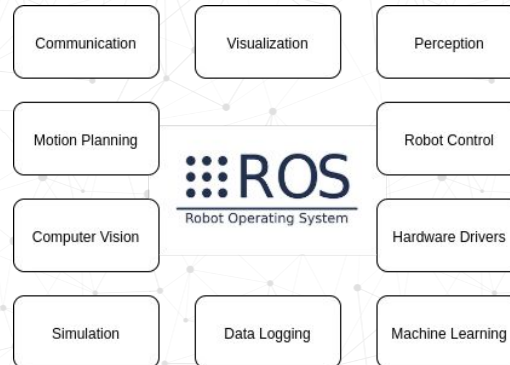 Communication
Visualization
Perception
Motion Planning
Robot Control
ROS
Robot Operating System
Computer Vision
Hardware Drivers
Simulation
Data Logging
Machine Learning